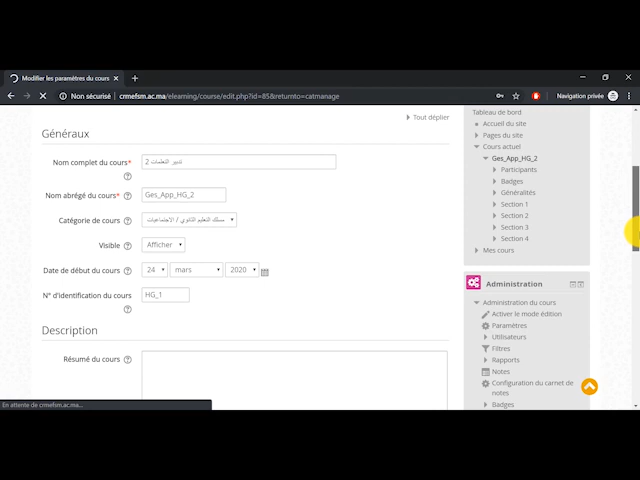 Modifier les paramètres du cours
Non sécurisé | crmefsm.ac.ma/elearning/course/edit.php?id=85&returnto=catmanage
Navigation privée
Tout déplier
Généraux
Nom complet du cours* تدبير التعلمات 2
Nom abrégé du cours* Ges_App_HG_2
Catégorie de cours مسلك التعليم الثانوي / الاجتماعيات
Visible Afficher
Date de début du cours 24 mars 2020
N° d'identification du cours HG_1
Description
Résumé du cours
En attente de crmefsm.ac.ma...
Tableau de bord
Accueil du site
Pages du site
Cours actuel
Ges_App_HG_2
Participants
Badges
Généralités
Section 1
Section 2
Section 3
Section 4
Mes cours
Administration
Administration du cours
Activer le mode édition
Paramètres
Utilisateurs
Filtres
Rapports
Notes
Configuration du carnet de
notes
Badges